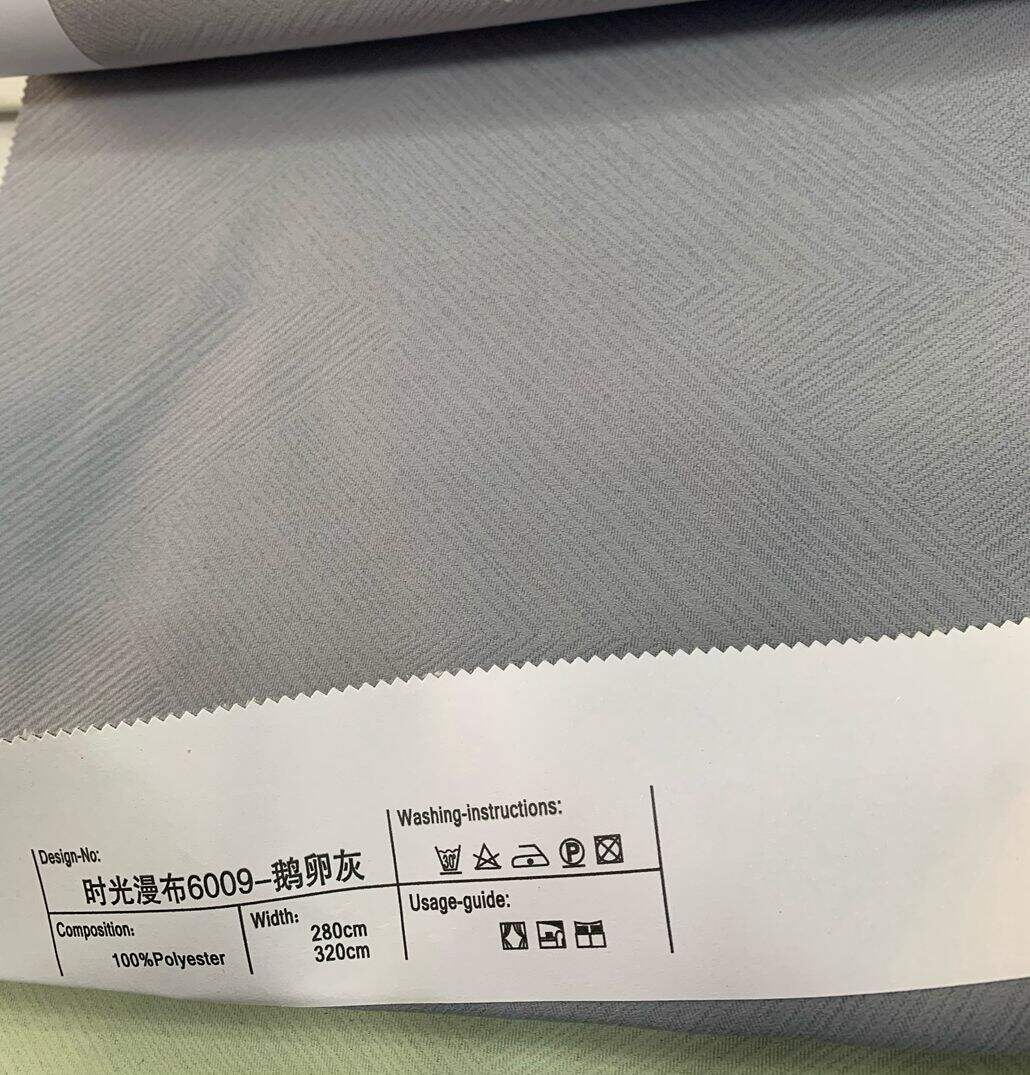 Design-No:
时光漫布6009-鹅卵灰
Washing-instructions:
30°
P
Composition:
100%Polyester
Width:
280cm
320cm
Usage-guide: